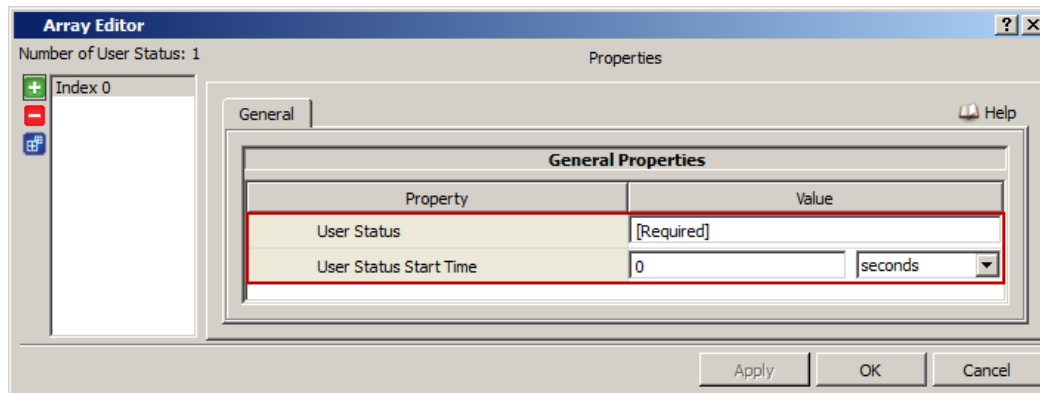 Array Editor
Number of User Status: 1
Properties
Index 0
General
Help
General Properties
Property Value
User Status [Required]
User Status Start Time 0 seconds
Apply OK Cancel